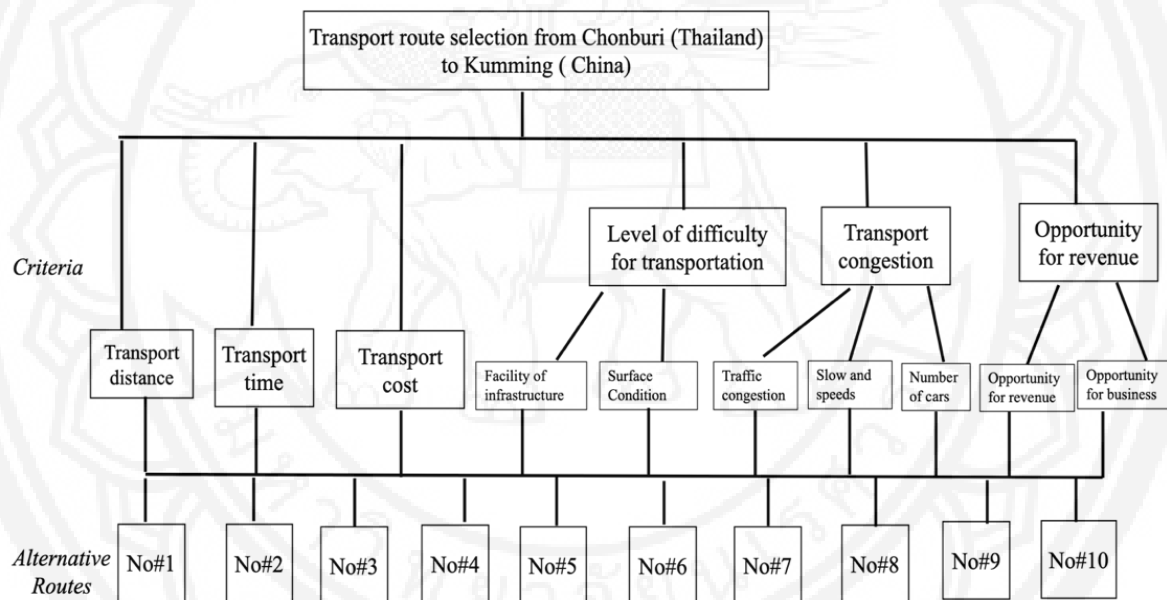 Transport route selection from Chonburi (Thailand)
to Kumming ( China)
Criteria
Level of difficulty
for transportation
Transport
congestion
Opportunity
for revenue
Transport
distance
Transport
time
Transport
cost
Facility of
infrastructure
Surface
Condition
Traffic
congestion
Slow and
speeds
Number
of cars
Opportunity
for revenue
Opportunity
for business
Alternative
Routes
No#1
No#2
No#3
No#4
No#5
No#6
No#7
No#8
No#9
No#10